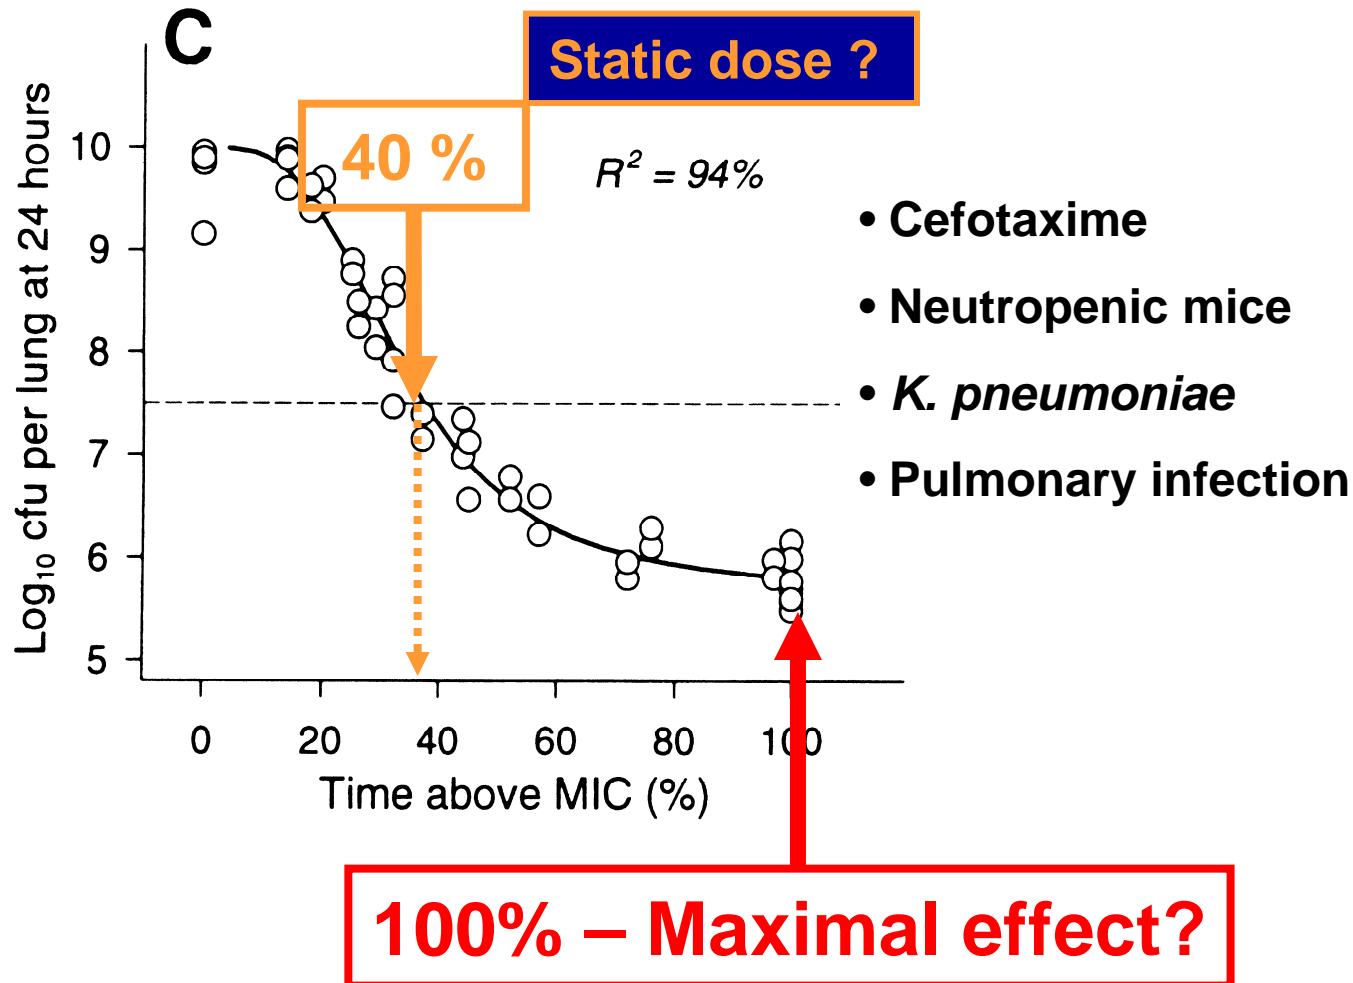 C
Static dose ?
40 %
R² = 94%
Log₁₀ cfu per lung at 24 hours
10
9
8
7
6
5
0 20 40 60 80 100
Time above MIC (%)
• Cefotaxime
• Neutropenic mice
• K. pneumoniae
• Pulmonary infection
100% – Maximal effect?